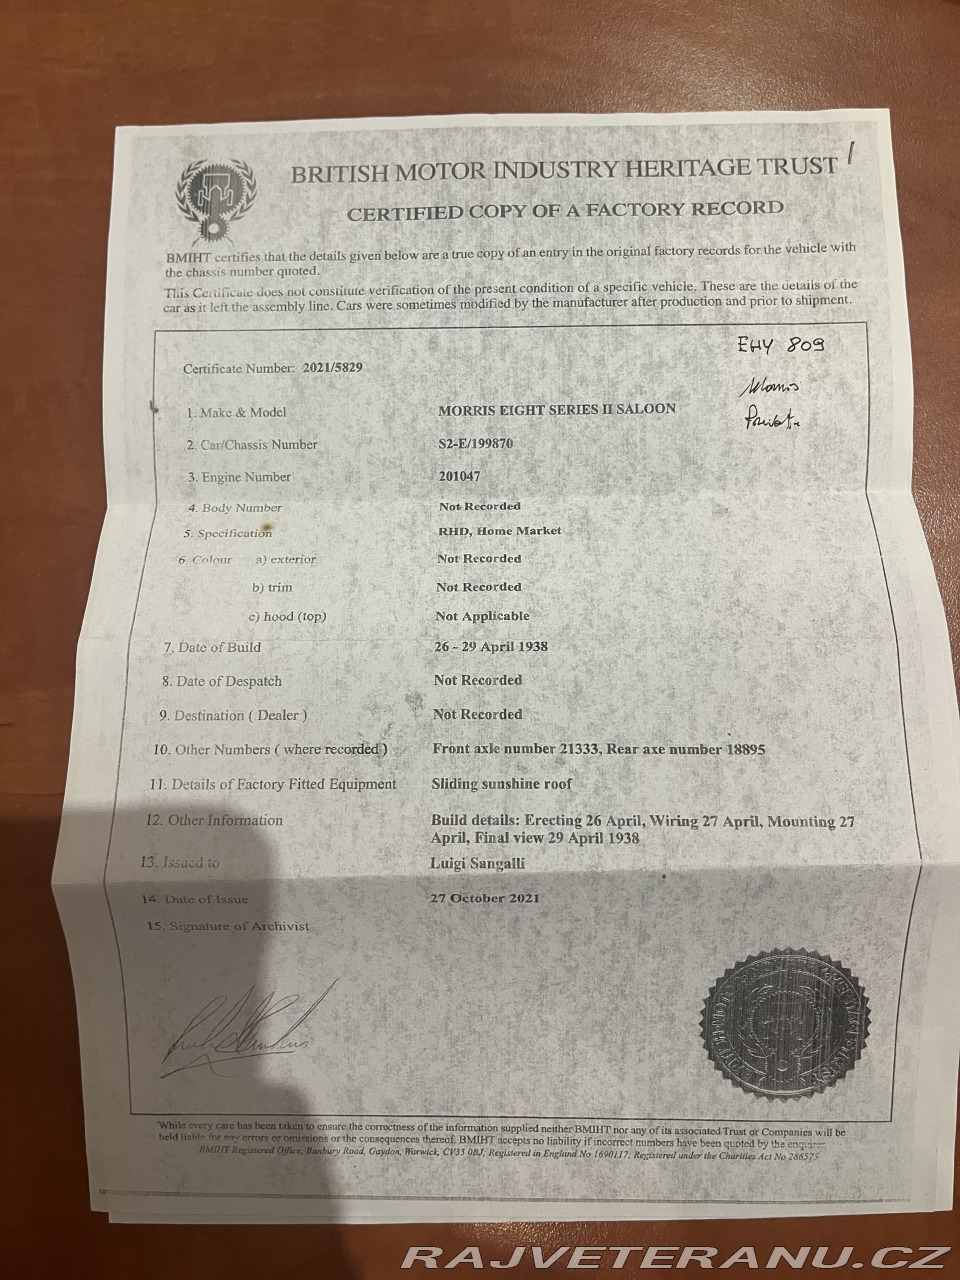 BRITISH MOTOR INDUSTRY HERITAGE TRUST
CERTIFIED COPY OF A FACTORY RECORD
BMIHT certifies that the details given below are a true copy of an entry in the original factory records for the vehicle with
the chassis number quoted.
This Certificate does not constitute verification of the present condition of a specific vehicle. These are the details of the
car as it left the assembly line. Cars were sometimes modified by the manufacturer after production and prior to shipment.
EHY 809
Certificate Number: 2021/5829
Morris
1. Make & Model MORRIS EIGHT SERIES II SALOON
2. Car/Chassis Number S2-E/199870
3. Engine Number 201047
4. Body Number Not Recorded
5. Specification RHD, Home Market
6. Colour a) exterior Not Recorded
b) trim Not Recorded
c) hood (top) Not Applicable
7. Date of Build 26 - 29 April 1938
8. Date of Despatch Not Recorded
9. Destination ( Dealer ) Not Recorded
10. Other Numbers ( where recorded ) Front axle number 21333, Rear axe number 18895
11. Details of Factory Fitted Equipment Sliding sunshine roof
12. Other Information Build details: Erecting 26 April, Wiring 27 April, Mounting 27
April, Final view 29 April 1938
13. Issued to Luigi Sangalli
14. Date of Issue 27 October 2021
15. Signature of Archivist
While every care has been taken to ensure the correctness of the information supplied neither BMIHT nor any of its associated Trust or Companies will be
held liable for any errors or omissions or the consequences thereof. BMIHT accepts no liability if incorrect numbers have been quoted by the enquirer
BMIHT Registered Office, Banbury Road, Gaydon, Warwick, CV35 0BJ; Registered in England No 1690117. Registered under the Charities Act No 286575
RAJVETERANU.CZ